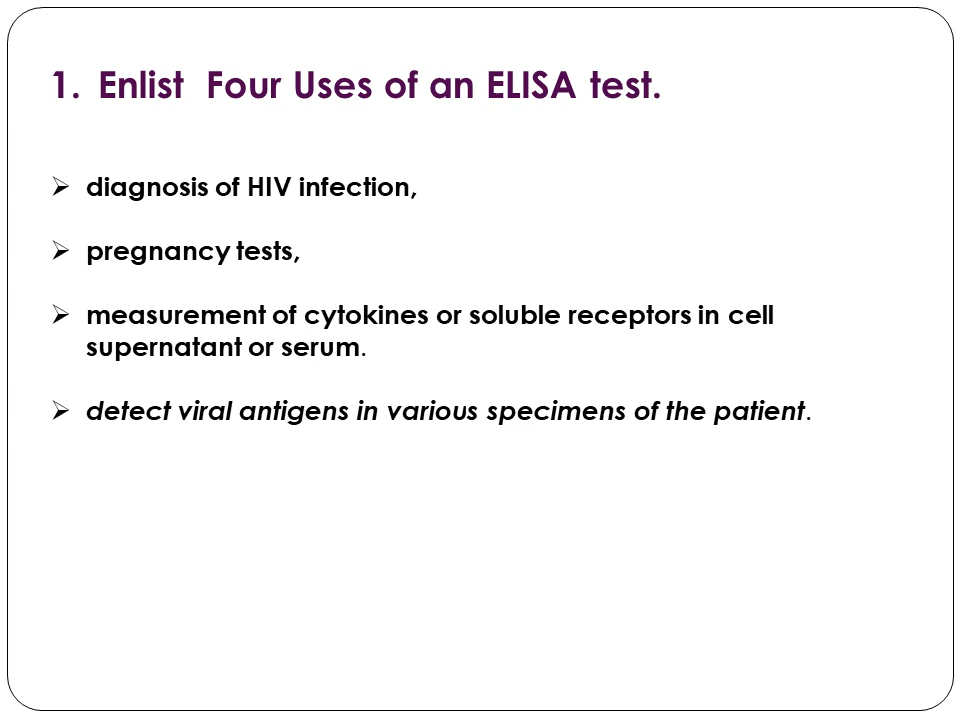 1. Enlist  Four Uses of an ELISA test.
➢ diagnosis of HIV infection,
➢ pregnancy tests,
➢ measurement of cytokines or soluble receptors in cell
supernatant or serum.
➢ detect viral antigens in various specimens of the patient.